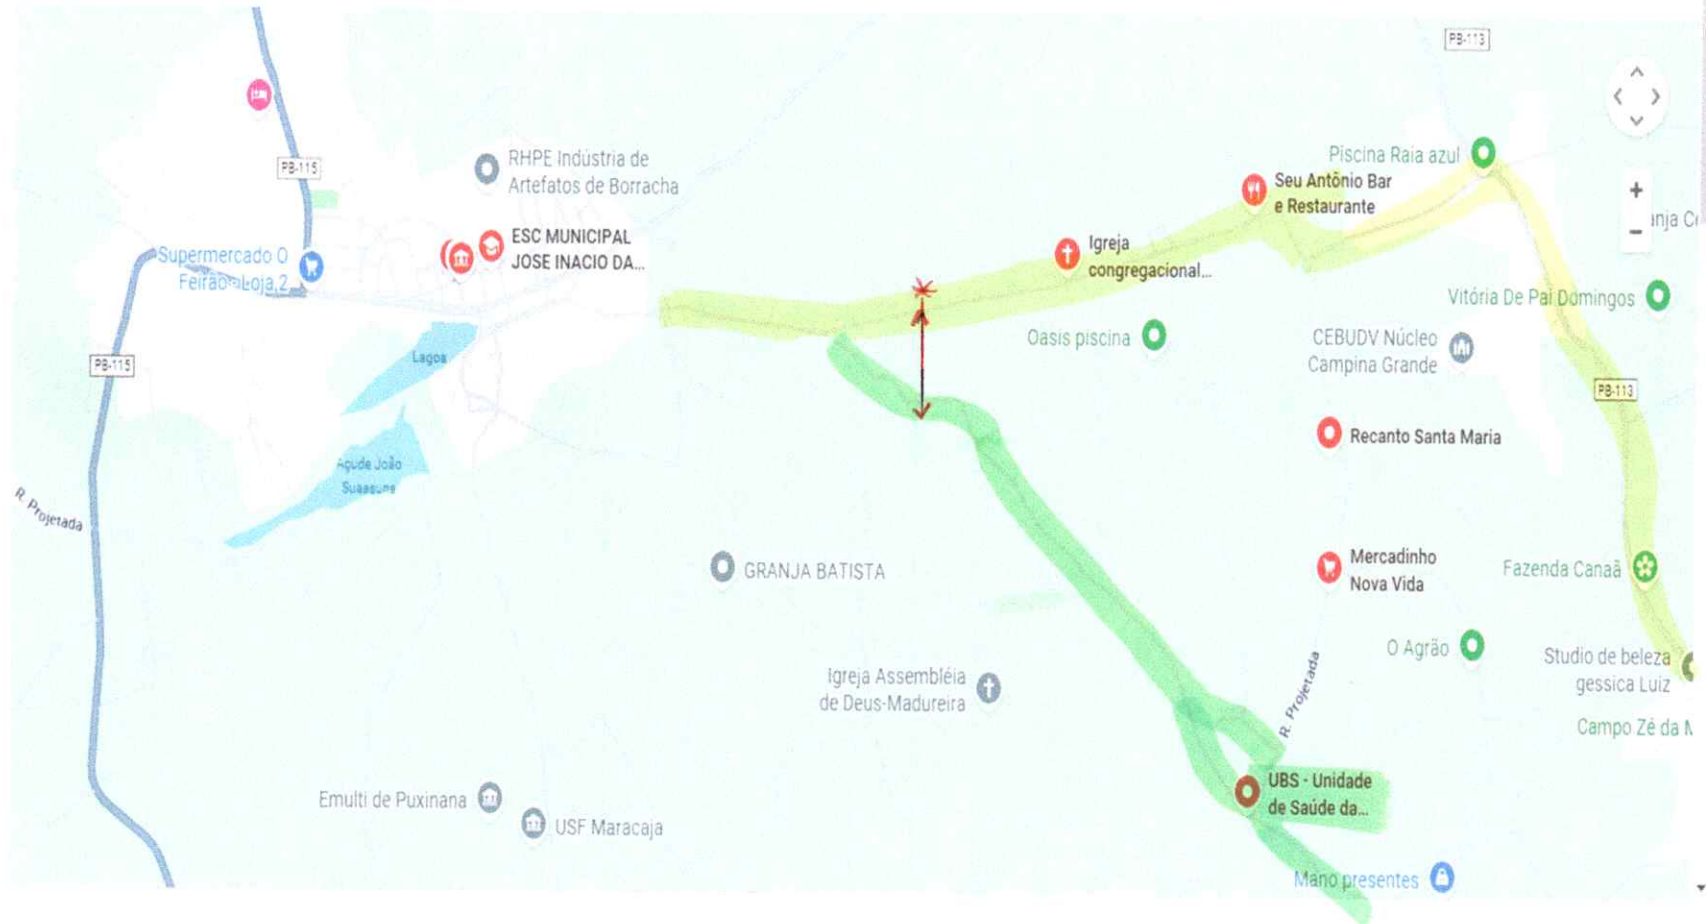 PB-113
RHPE Indústria de
Artefatos de Borracha
PB-115
Piscina Raia azul
Seu Antônio Bar
e Restaurante
+
anja
ESC MUNICIPAL
JOSE INACIO DA...
Igreja
congregacional...
−
Supermercado O
Feirão Loja 2
Vitória De Pai Domingos
Oasis piscina
CEBUDV Núcleo
Campina Grande
Lagoa
PB-115
PB-113
Recanto Santa Maria
Açude João
Suassuna
R. Projetada
Mercadinho
Nova Vida
GRANJA BATISTA
Fazenda Canaã
O Agrão
Studio de beleza
gessica Luiz
Igreja Assembléia
de Deus-Madureira
R. Projetada
Campo Zé da
UBS - Unidade
de Saúde da...
Emulti de Puxinana
USF Maracaja
Mano presentes